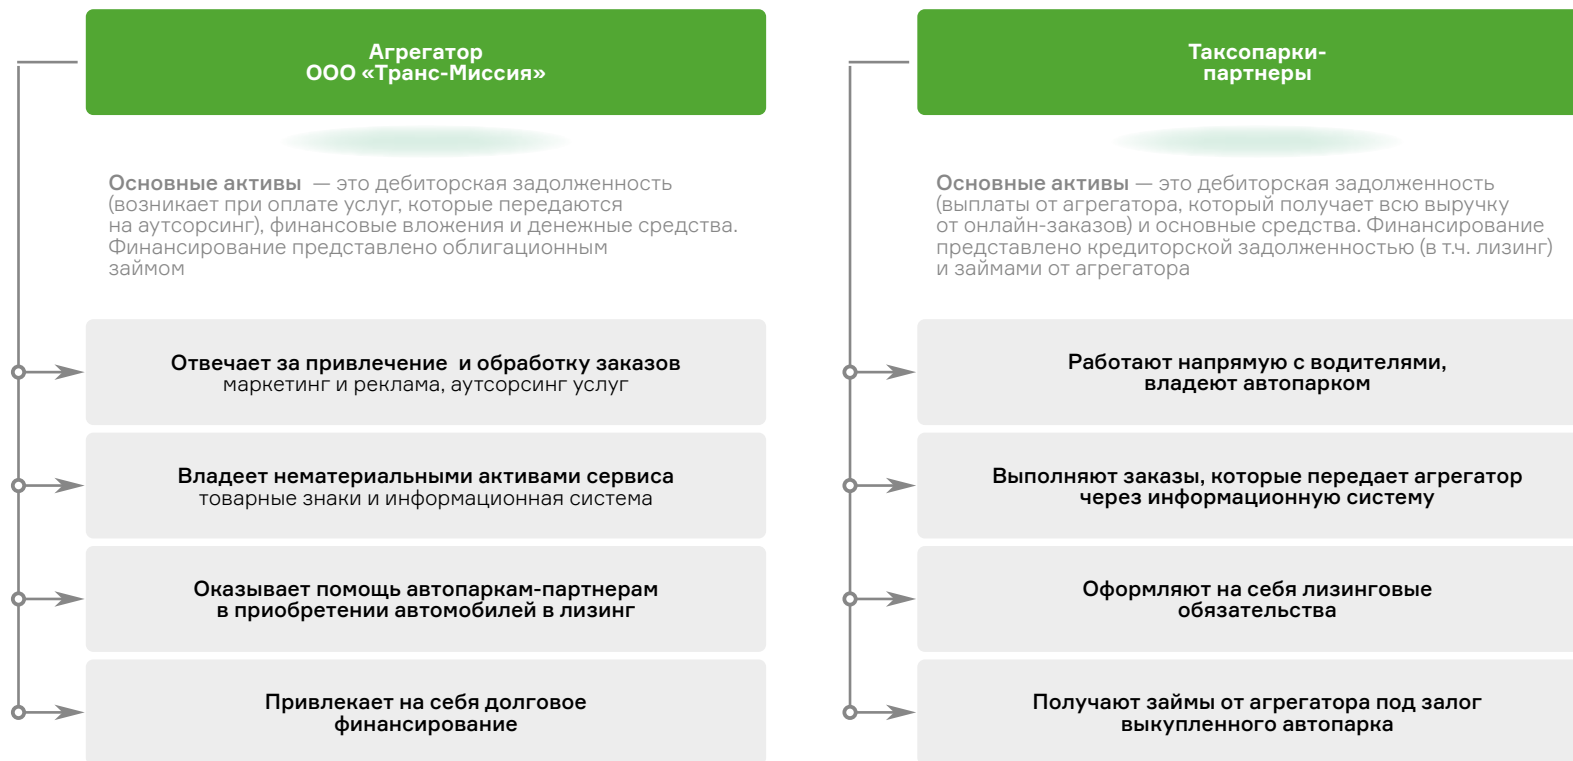 Агрегатор
ООО «Транс-Миссия»
Основные активы — это дебиторская задолженность
(возникает при оплате услуг, которые передаются
на аутсорсинг), финансовые вложения и денежные средства.
Финансирование представлено облигационным
займом
Отвечает за привлечение и обработку заказов
маркетинг и реклама, аутсорсинг услуг
Владеет нематериальными активами сервиса
товарные знаки и информационная система
Оказывает помощь автопаркам-партнерам
в приобретении автомобилей в лизинг
Привлекает на себя долговое
финансирование
Таксопарки-
партнеры
Основные активы — это дебиторская задолженность
(выплаты от агрегатора, который получает всю выручку
от онлайн-заказов) и основные средства. Финансирование
представлено кредиторской задолженностью (в т.ч. лизинг)
и займами от агрегатора
Работают напрямую с водителями,
владеют автопарком
Выполняют заказы, которые передает агрегатор
через информационную систему
Оформляют на себя лизинговые
обязательства
Получают займы от агрегатора под залог
выкупленного автопарка